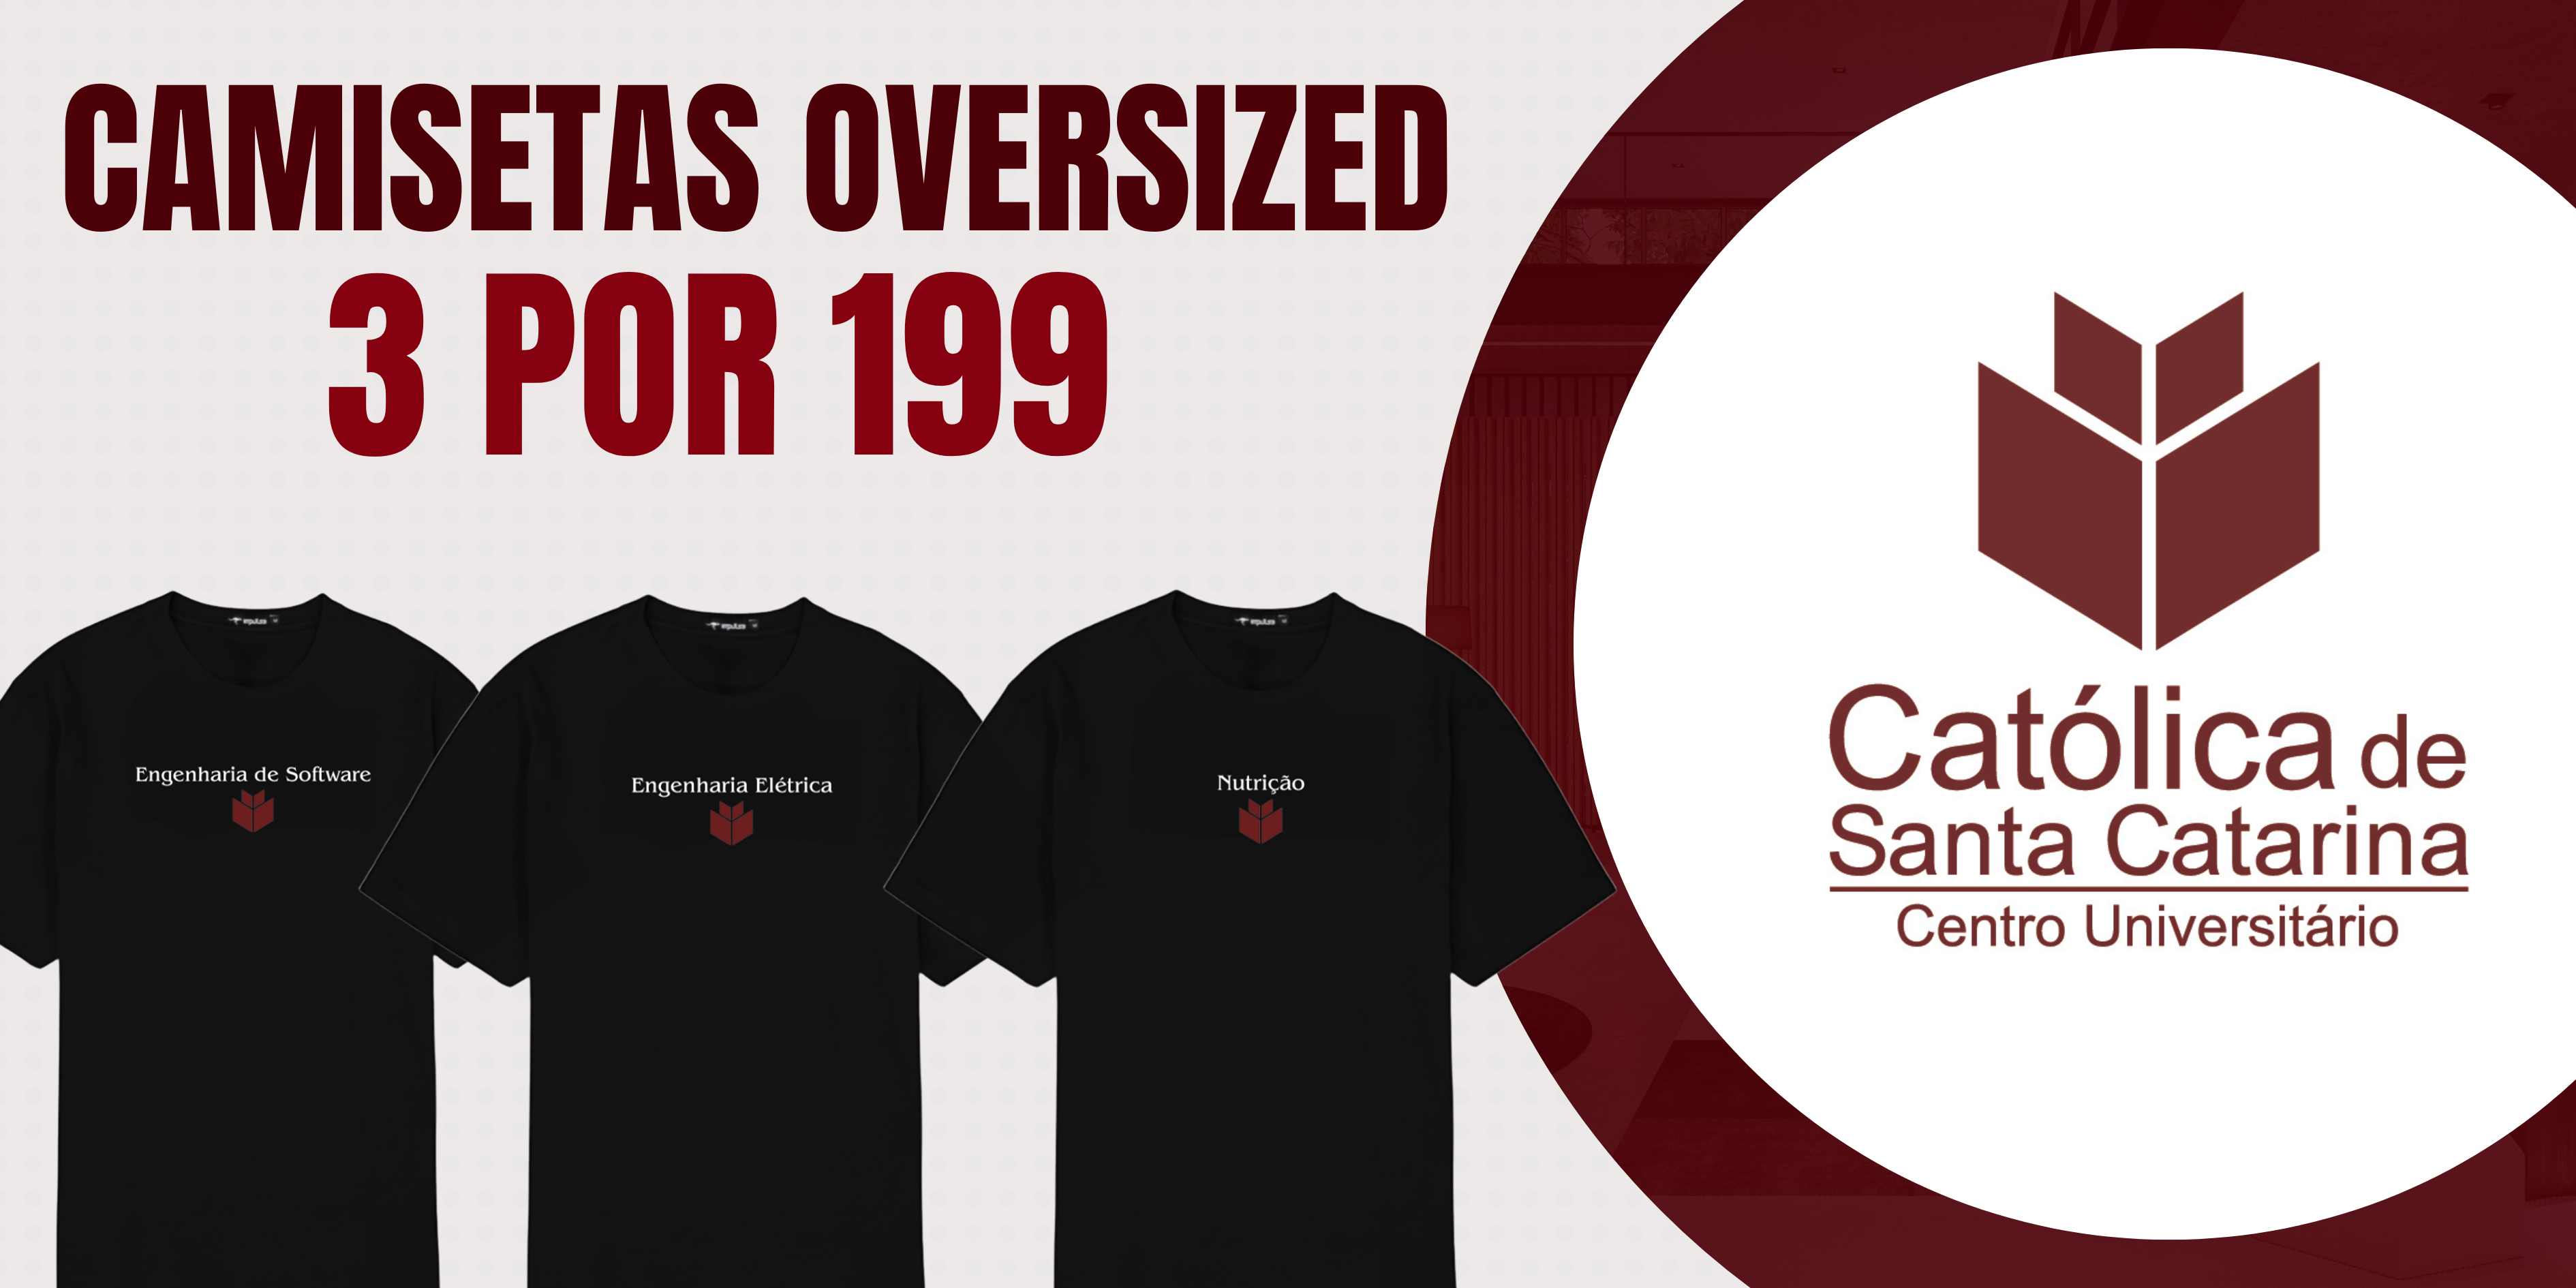 CAMISETAS OVERSIZED
3 POR 199
Engenharia de Software
Engenharia Elétrica
Nutrição
Católica de
Santa Catarina
Centro Universitário